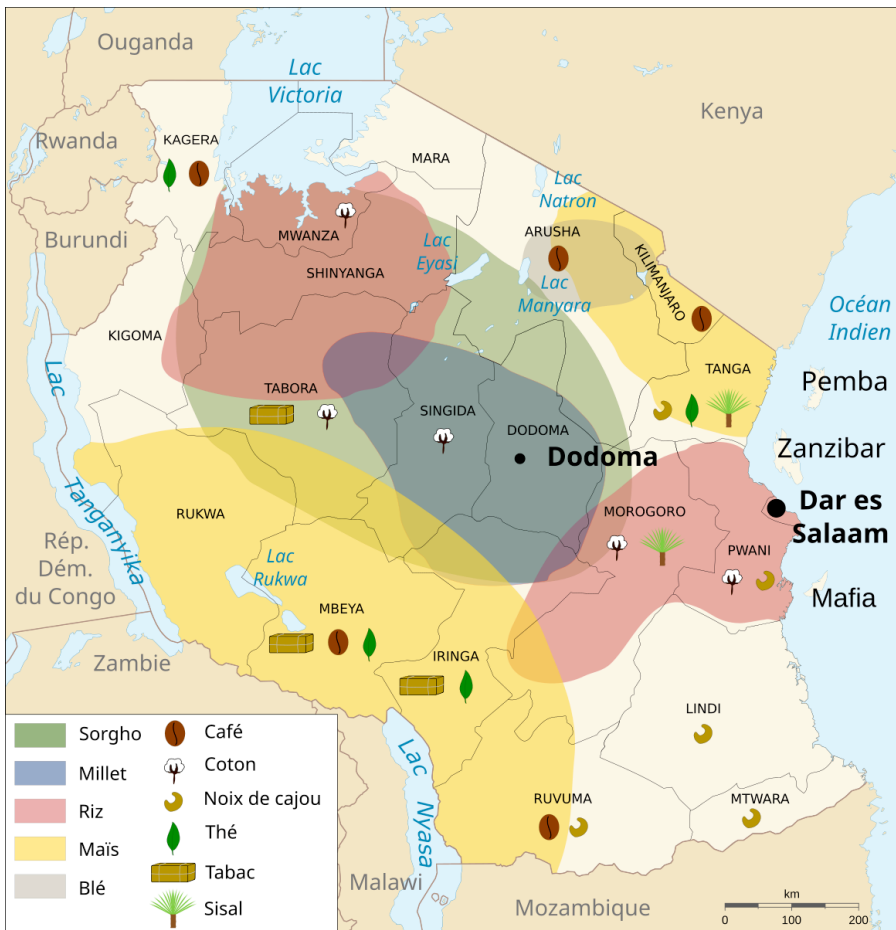 Ouganda
Lac
Victoria
Kenya
Rwanda
KAGERA
MARA
Lac
Natron
Burundi
MWANZA
ARUSHA
Lac
Eyasi
SHINYANGA
Lac
Manyara
KILIMANJARO
Océan
Indien
KIGOMA
Lac
Tanganyika
TABORA
SINGIDA
DODOMA
Dodoma
TANGA
Pemba
Zanzibar
RUKWA
MOROGORO
Dar es
Salaam
PWANI
Rép.
Dém.
du Congo
Lac
Rukwa
MBEYA
Mafia
Zambie
IRINGA
LINDI
Lac
Nyasa
RUVUMA
MTWARA
Malawi
Mozambique
Sorgho
Millet
Riz
Maïs
Blé
Café
Coton
Noix de cajou
Thé
Tabac
Sisal
km
0 100 200